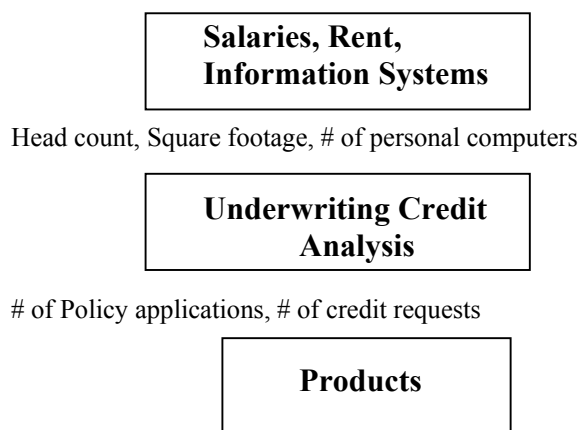 Salaries, Rent,
Information Systems
Head count, Square footage, # of personal computers
Underwriting Credit
Analysis
# of Policy applications, # of credit requests
Products